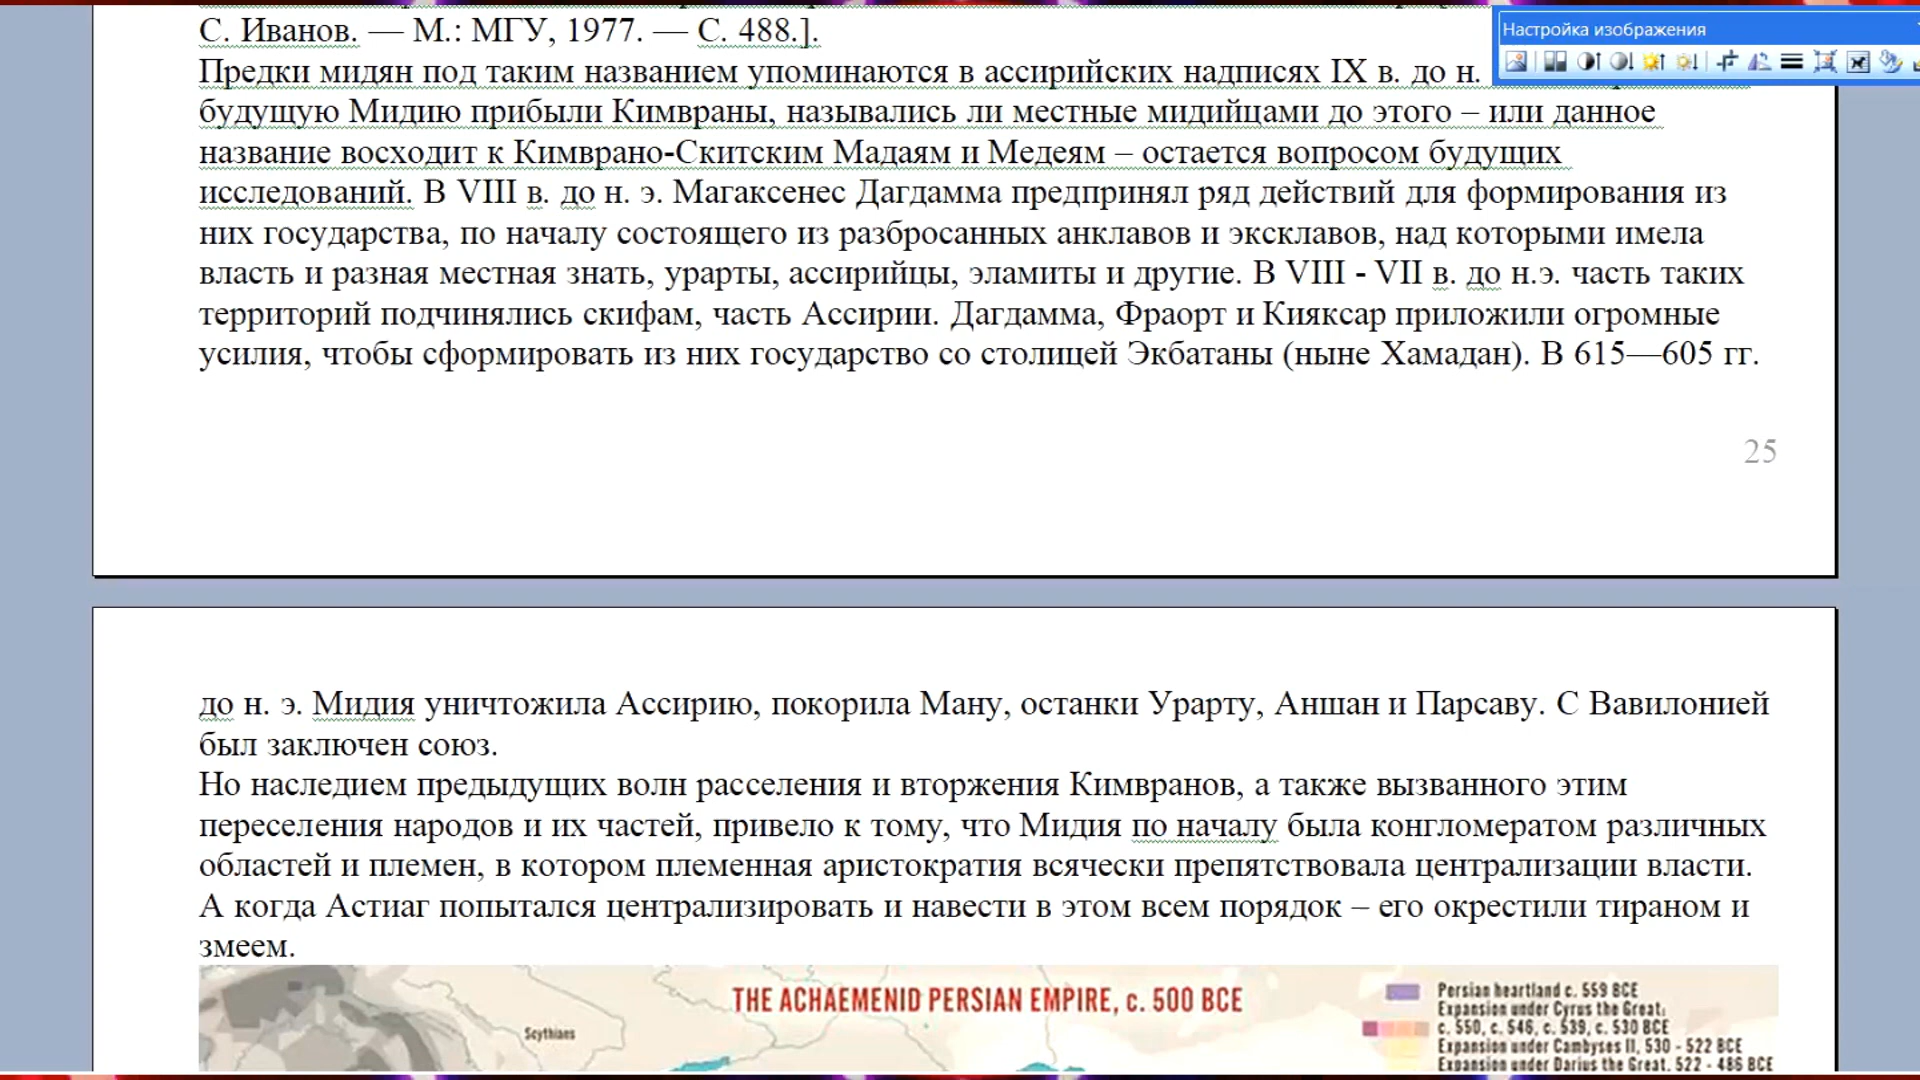 С. Иванов. — М.: МГУ, 1977. — С. 488.].
Настройка изображения
Предки мидян под таким названием упоминаются в ассирийских надписях IX в. до н.
будущую Мидию прибыли Кимвраны, назывались ли местные мидийцами до этого – или данное
название восходит к Кимврано-Скитским Мадаям и Медеям – остается вопросом будущих
исследований. В VIII в. до н. э. Магаксенес Дагдамма предпринял ряд действий для формирования из
них государства, по началу состоящего из разбросанных анклавов и эксклавов, над которыми имела
власть и разная местная знать, урарты, ассирийцы, эламиты и другие. В VIII - VII в. до н.э. часть таких
территорий подчинялись скифам, часть Ассирии. Дагдамма, Фраорт и Кияксар приложили огромные
усилия, чтобы сформировать из них государство со столицей Экбатаны (ныне Хамадан). В 615—605 гг.
25
до н. э. Мидия уничтожила Ассирию, покорила Ману, останки Урарту, Аншан и Парсаву. С Вавилонией
был заключен союз.
Но наследием предыдущих волн расселения и вторжения Кимвранов, а также вызванного этим
переселения народов и их частей, привело к тому, что Мидия по началу была конгломератом различных
областей и племен, в котором племенная аристократия всячески препятствовала централизации власти.
А когда Астиаг попытался централизировать и навести в этом всем порядок – его окрестили тираном и
змеем.
THE ACHAEMENID PERSIAN EMPIRE, c. 500 BCE
Scythians
Persian heartland c. 559 BCE
Expansion under Cyrus the Great:
c. 550, c. 546, c. 539, c. 530 BCE
Expansion under Cambyses II, 530 - 522 BCE
Expansion under Darius the Great, 522 - 486 BCE